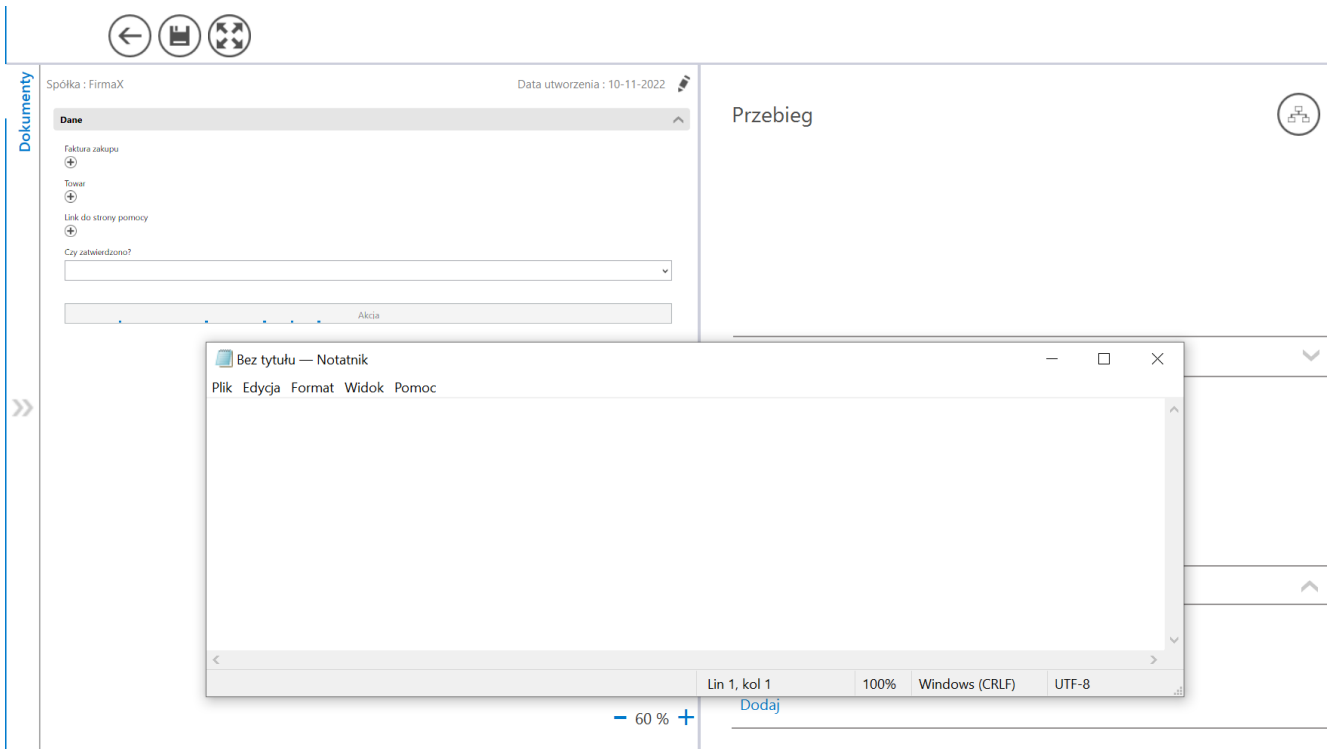 Dokumenty
Spółka : FirmaX
Data utworzenia : 10-11-2022
Dane
Faktura zakupu
Towar
Link do strony pomocy
Czy zatwierdzono?
Akcja
Przebieg
Bez tytułu — Notatnik
Plik Edycja Format Widok Pomoc
Lin 1, kol 1 100% Windows (CRLF) UTF-8
Dodaj
60 %